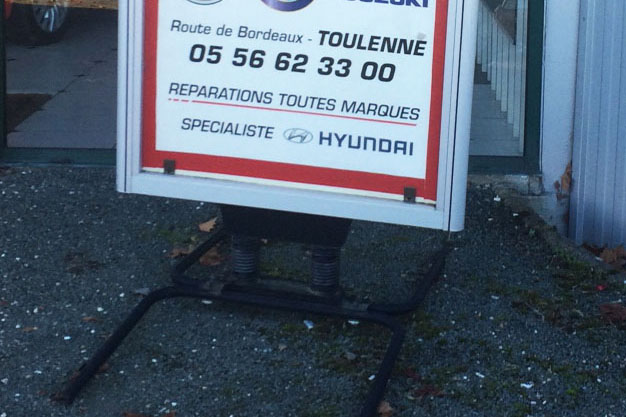 SUZUKI
Route de Bordeaux - TOULENNE
05 56 62 33 00
REPARATIONS TOUTES MARQUES
SPECIALISTE HYUNDAI